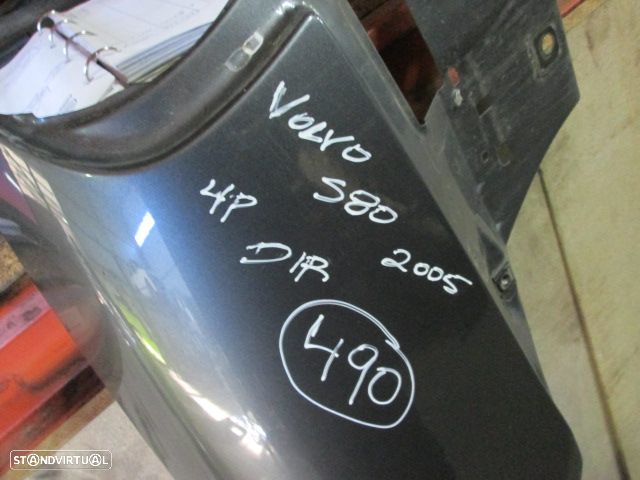 VOLVO
S80
4P
2005
DIR
490
STANDVIRTUAL